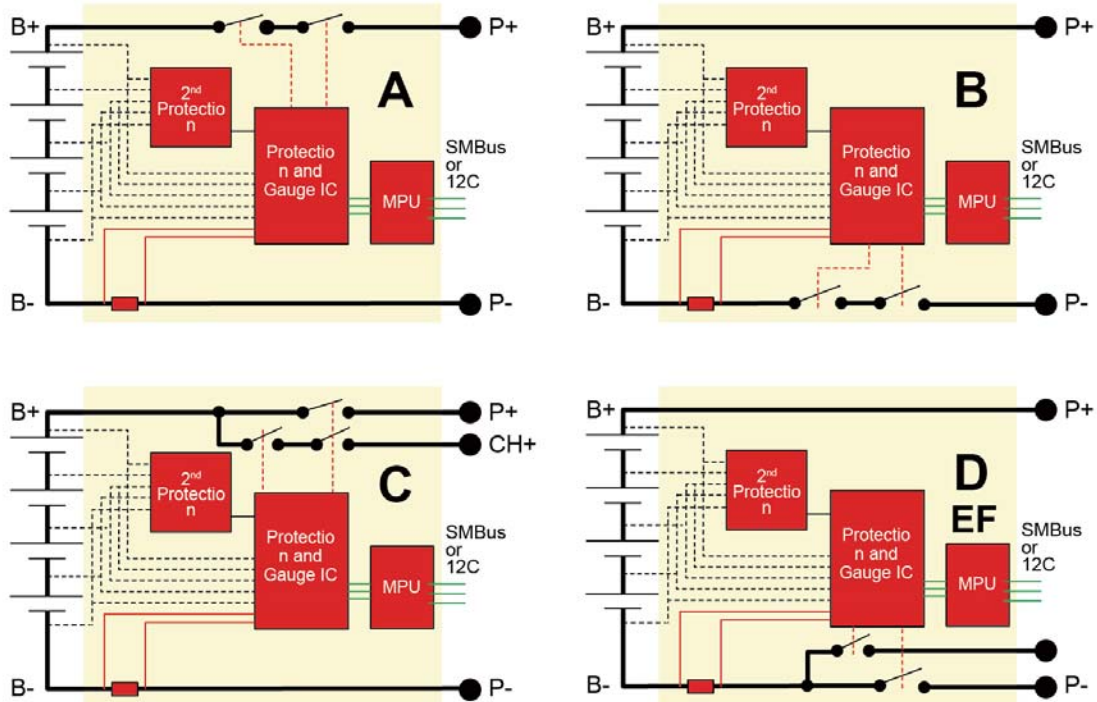 B+
P+
A
2nd
Protectio
n
Protectio
n and
Gauge IC
MPU
SMBus
or
12C
B-
P-
B+
P+
B
2nd
Protectio
n
Protectio
n and
Gauge IC
MPU
SMBus
or
12C
B-
P-
B+
P+
CH+
C
2nd
Protectio
n
Protectio
n and
Gauge IC
MPU
SMBus
or
12C
B-
P-
B+
P+
D
EF
2nd
Protectio
n
Protectio
n and
Gauge IC
MPU
SMBus
or
12C
B-
P-